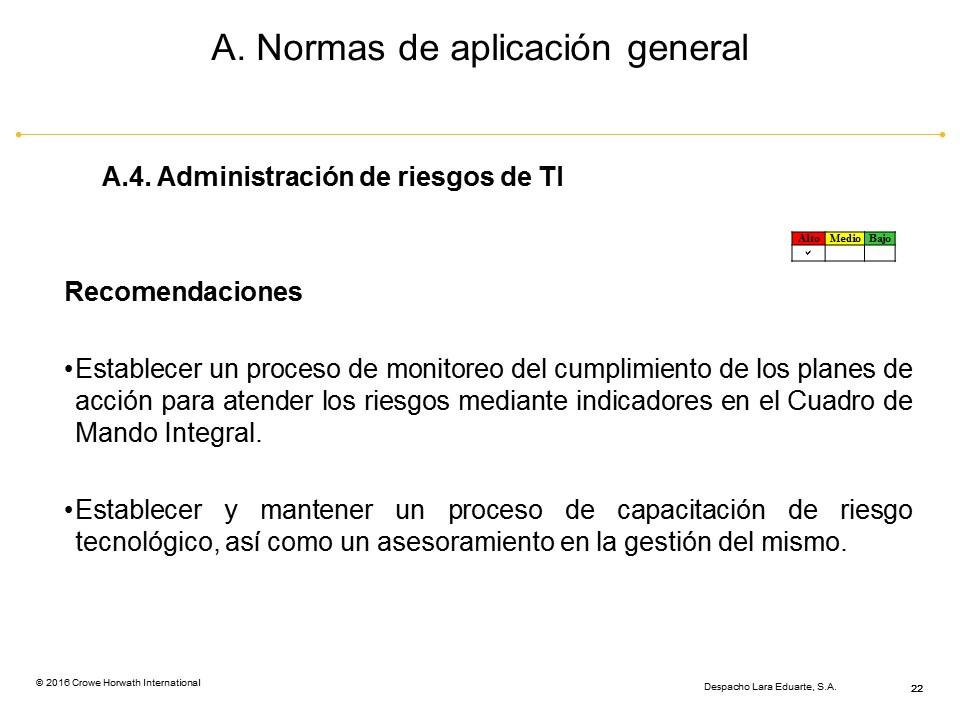 A. Normas de aplicación general
A.4. Administración de riesgos de TI
Alto Medio Bajo
✓
Recomendaciones
•Establecer un proceso de monitoreo del cumplimiento de los planes de
acción para atender los riesgos mediante indicadores en el Cuadro de
Mando Integral.
•Establecer y mantener un proceso de capacitación de riesgo
tecnológico, así como un asesoramiento en la gestión del mismo.
© 2016 Crowe Horwath International
Despacho Lara Eduarte, S.A.
22